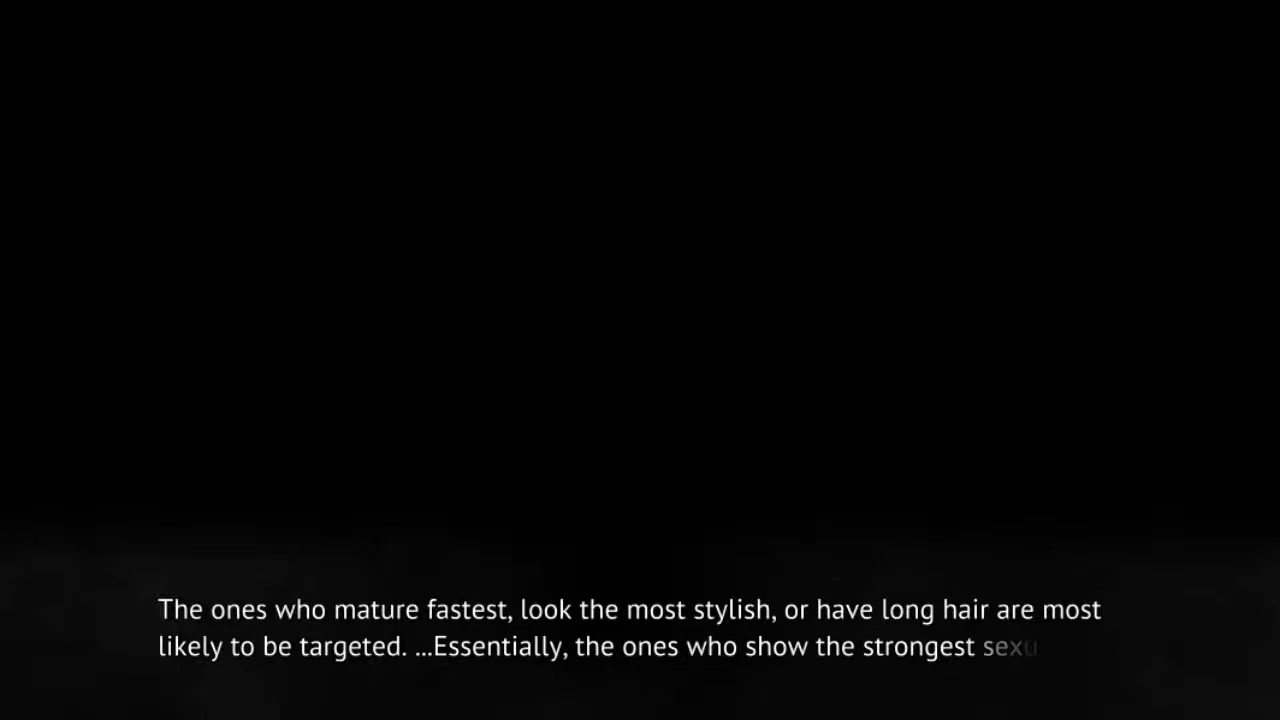 The ones who mature fastest, look the most stylish, or have long hair are most
likely to be targeted. ...Essentially, the ones who show the strongest sexu